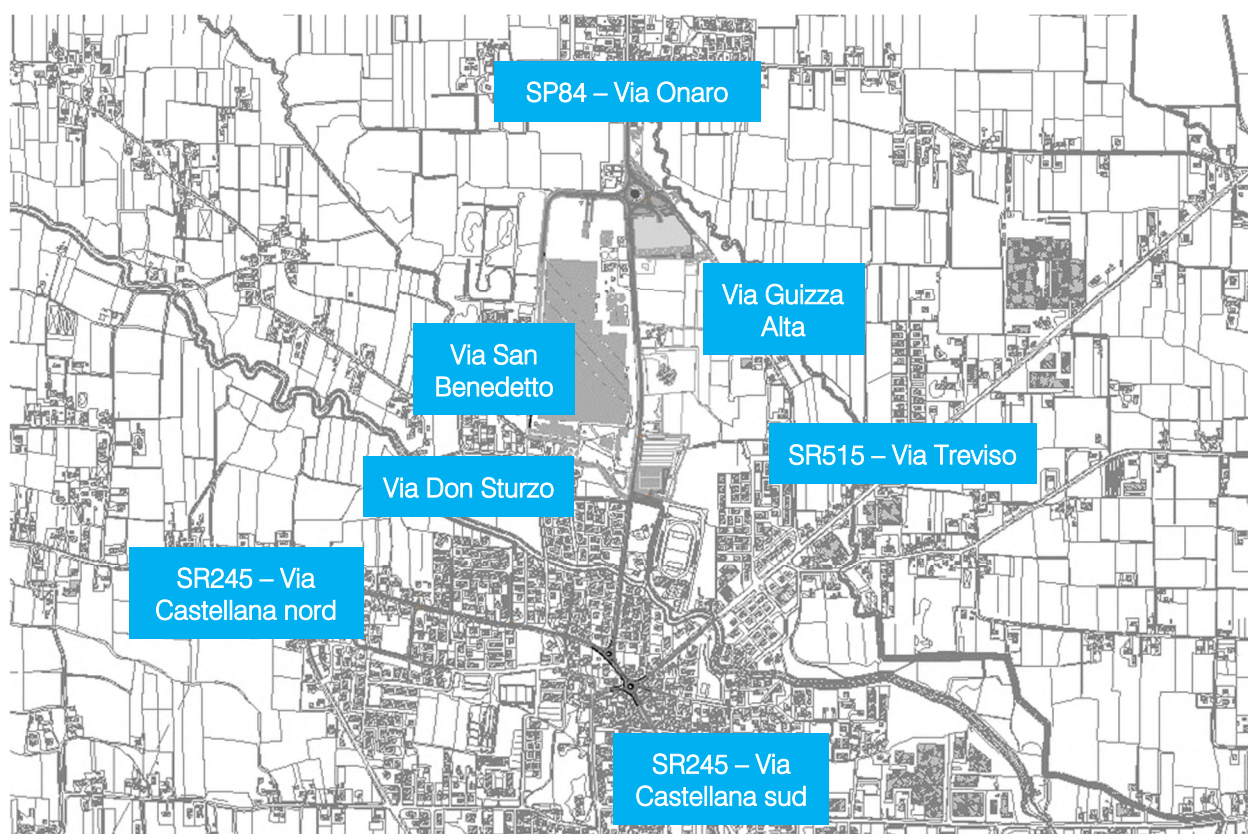 SP84 – Via Onaro
Via Guizza
Alta
Via San
Benedetto
SR515 – Via Treviso
Via Don Sturzo
SR245 – Via
Castellana nord
SR245 – Via
Castellana sud